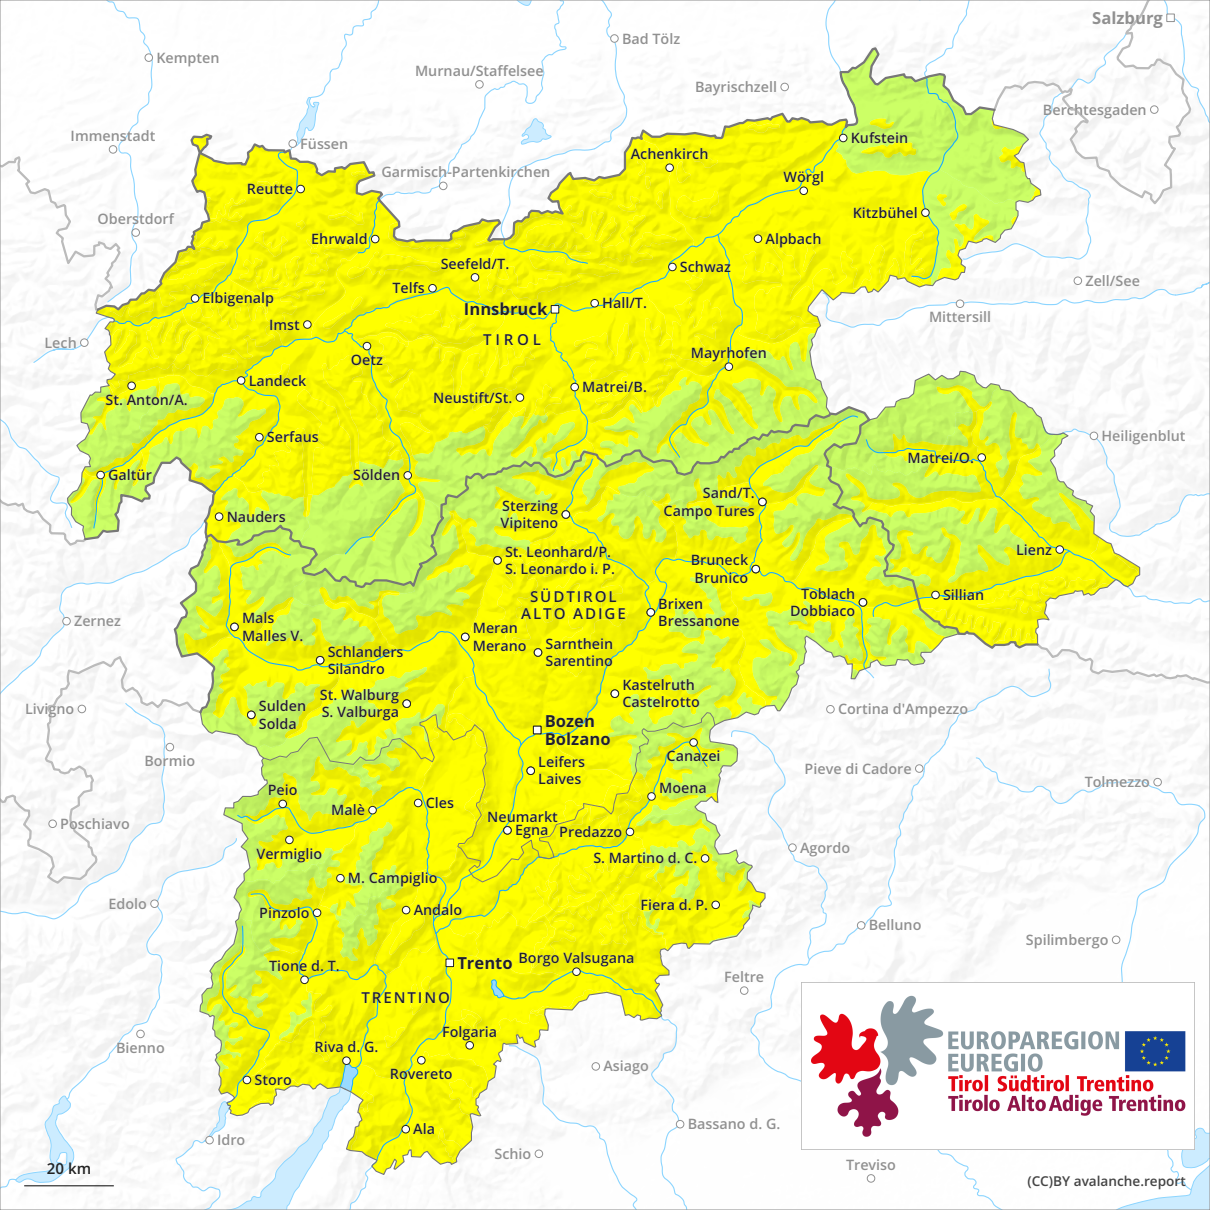 Salzburg
Bad Tölz
Kempten
Murnau/Staffelsee
Bayrischzell
Berchtesgaden
Immenstadt
Füssen
Kufstein
Achenkirch
Garmisch-Partenkirchen
Wörgl
Reutte
Oberstdorf
Kitzbühel
Ehrwald
Alpbach
Seefeld/T.
Schwaz
Zell/See
Telfs
Elbigenalp
Hall/T.
Innsbruck
Mittersill
Imst
TIROL
Lech
Oetz
Mayrhofen
Landeck
Matrei/B.
St. Anton/A.
Neustift/St.
Serfaus
Heiligenblut
Matrei/O.
Galtür
Sölden
Sand/T.
Campo Tures
Sterzing
Vipiteno
Nauders
Lienz
St. Leonhard/P.
S. Leonardo i. P.
Bruneck
Brunico
SÜDTIROL
ALTO ADIGE
Toblach
Dobbiaco
Sillian
Brixen
Bressanone
Zernez
Mals
Malles V.
Meran
Merano
Sarnthein
Sarentino
Schlanders
Silandro
Kastelruth
Castelrotto
St. Walburg
S. Valburga
Sulden
Solda
Livigno
Cortina d'Ampezzo
Bozen
Bolzano
Bormio
Canazei
Leifers
Laives
Pieve di Cadore
Tolmezzo
Peio
Moena
Malè
Cles
Neumarkt
Egna
Predazzo
Poschiavo
Vermiglio
S. Martino d. C.
Agordo
M. Campiglio
Edolo
Pinzolo
Andalo
Fiera d. P.
Belluno
Spilimbergo
Trento
Borgo Valsugana
Tione d. T.
Feltre
TRENTINO
Folgaria
Bienno
Riva d. G.
Rovereto
Asiago
Storo
EUROPAREGION
EUREGIO
Tirol Südtirol Trentino
Tirolo Alto Adige Trentino
Ala
Bassano d. G.
Idro
Schio
20 km
Treviso
(CC)BY avalanche.report